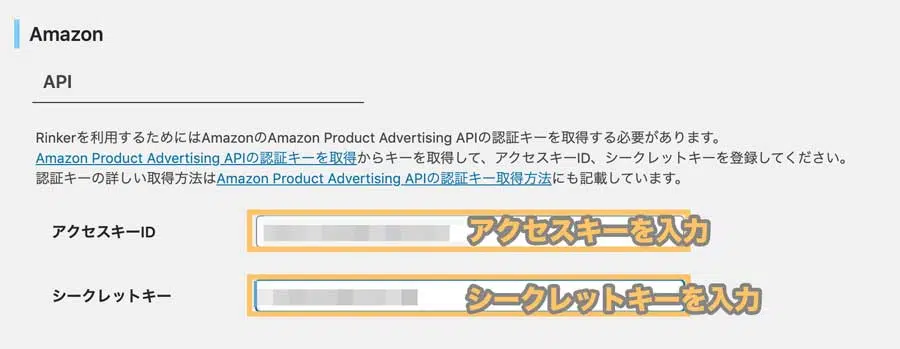 Amazon
API
Rinkerを利用するためにはAmazonのAmazon Product Advertising APIの認証キーを取得する必要があります。
Amazon Product Advertising APIの認証キーを取得からキーを取得して、アクセスキーID、シークレットキーを登録してください。
認証キーの詳しい取得方法はAmazon Product Advertising APIの認証キー取得方法にも記載しています。
アクセスキーID アクセスキーを入力
シークレットキー シークレットキーを入力